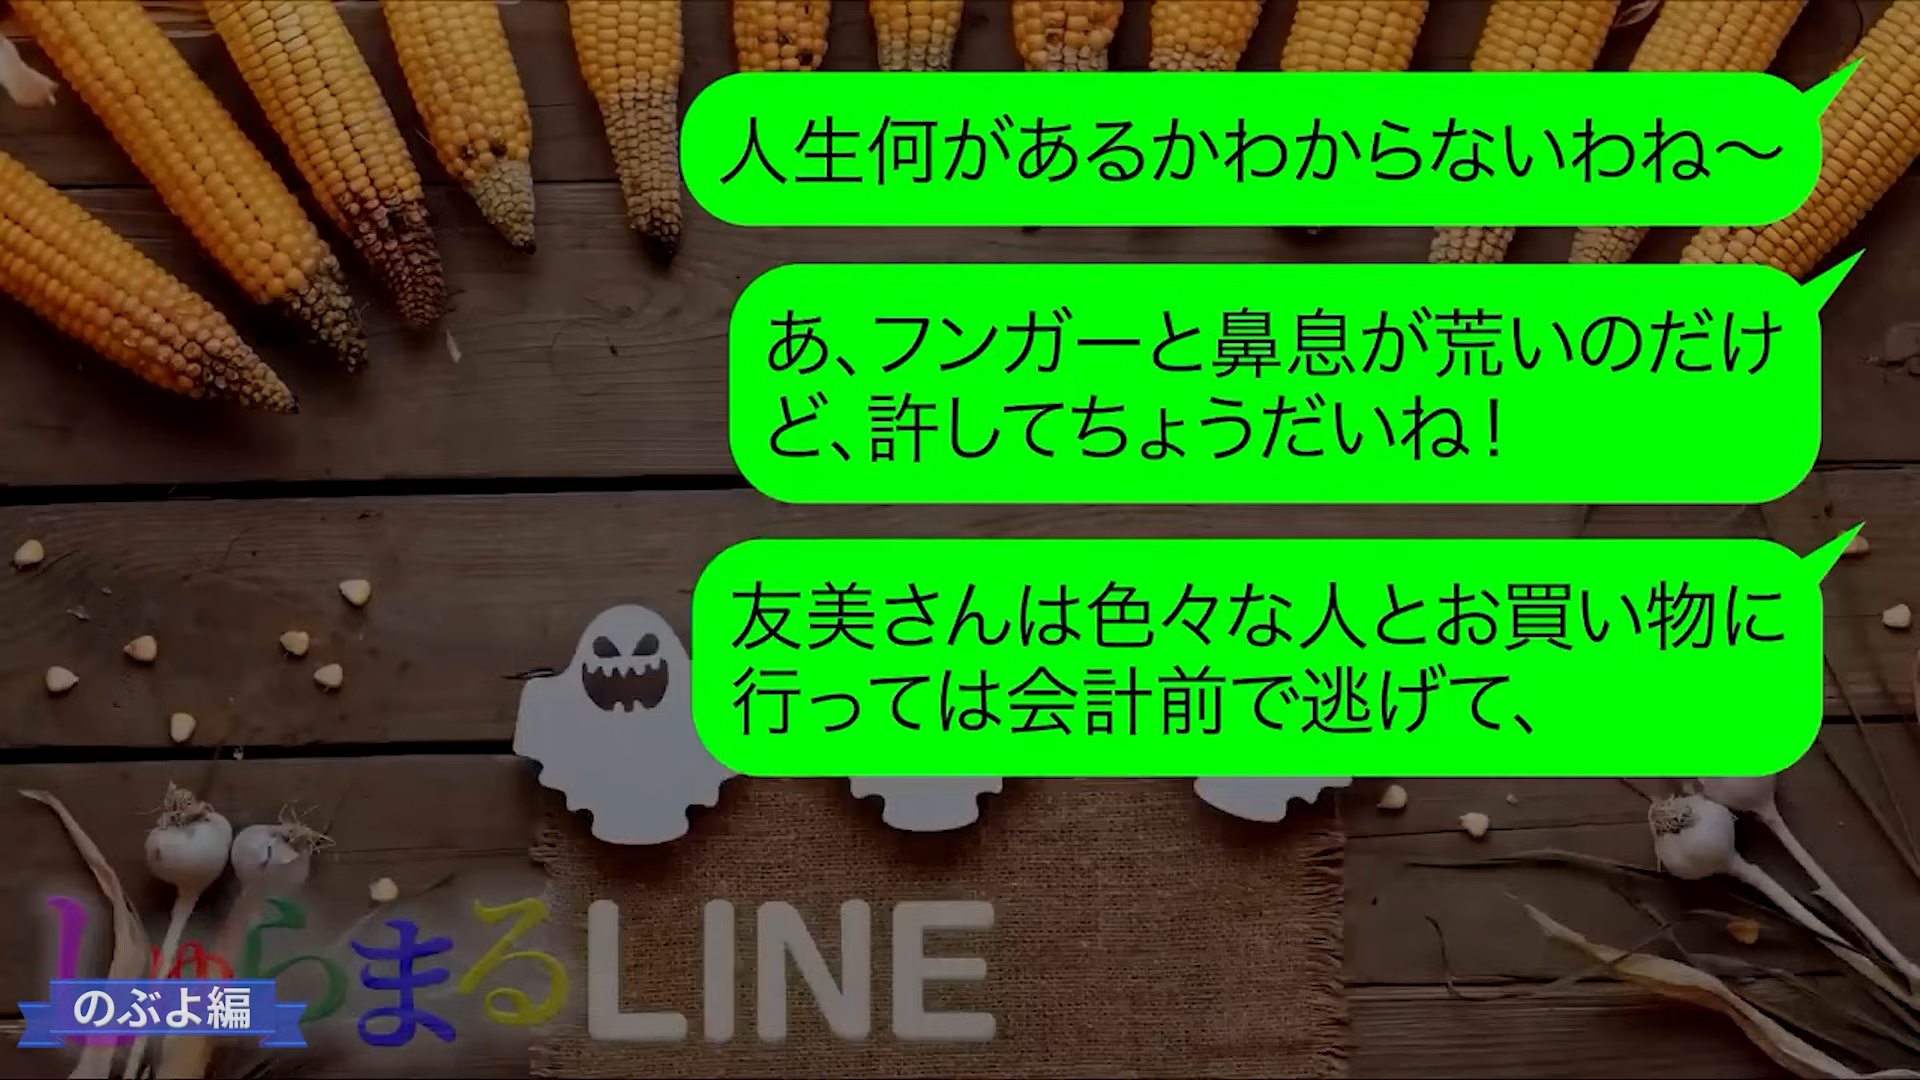 人生何があるかわからないわね〜
あ、フンガーと鼻息が荒いのだけ
ど、許してちょうだいね！
友美さんは色々な人とお買い物に
行っては会計前で逃げて、
しゅらまるLINE
のぶよ編